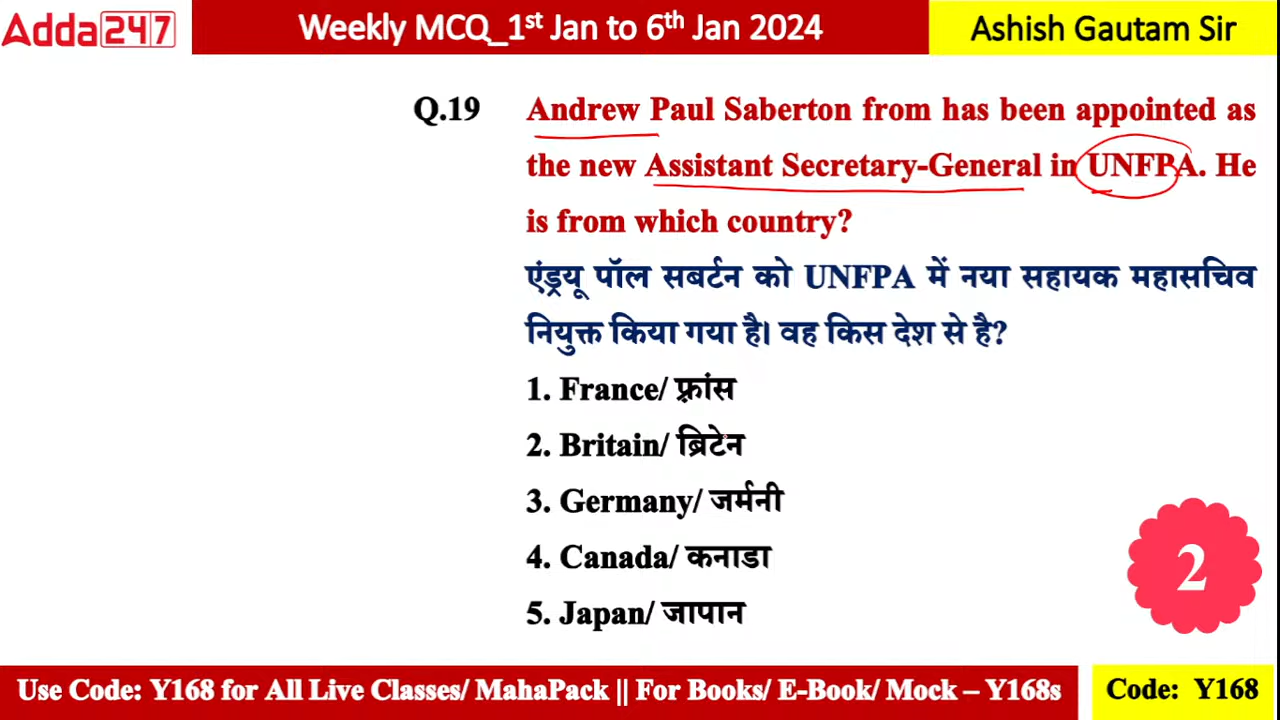 Adda247
Weekly MCQ_1st Jan to 6th Jan 2024
Ashish Gautam Sir
Q.19 Andrew Paul Saberton from has been appointed as
the new Assistant Secretary-General in UNFPA. He
is from which country?
एंड्रयू पॉल सबर्टन को UNFPA में नया सहायक महासचिव
नियुक्त किया गया है। वह किस देश से है?
1. France/ फ़्रांस
2. Britain/ ब्रिटेन
3. Germany/ जर्मनी
4. Canada/ कनाडा
5. Japan/ जापान
2
Use Code: Y168 for All Live Classes/ MahaPack || For Books/ E-Book/ Mock – Y168s
Code: Y168